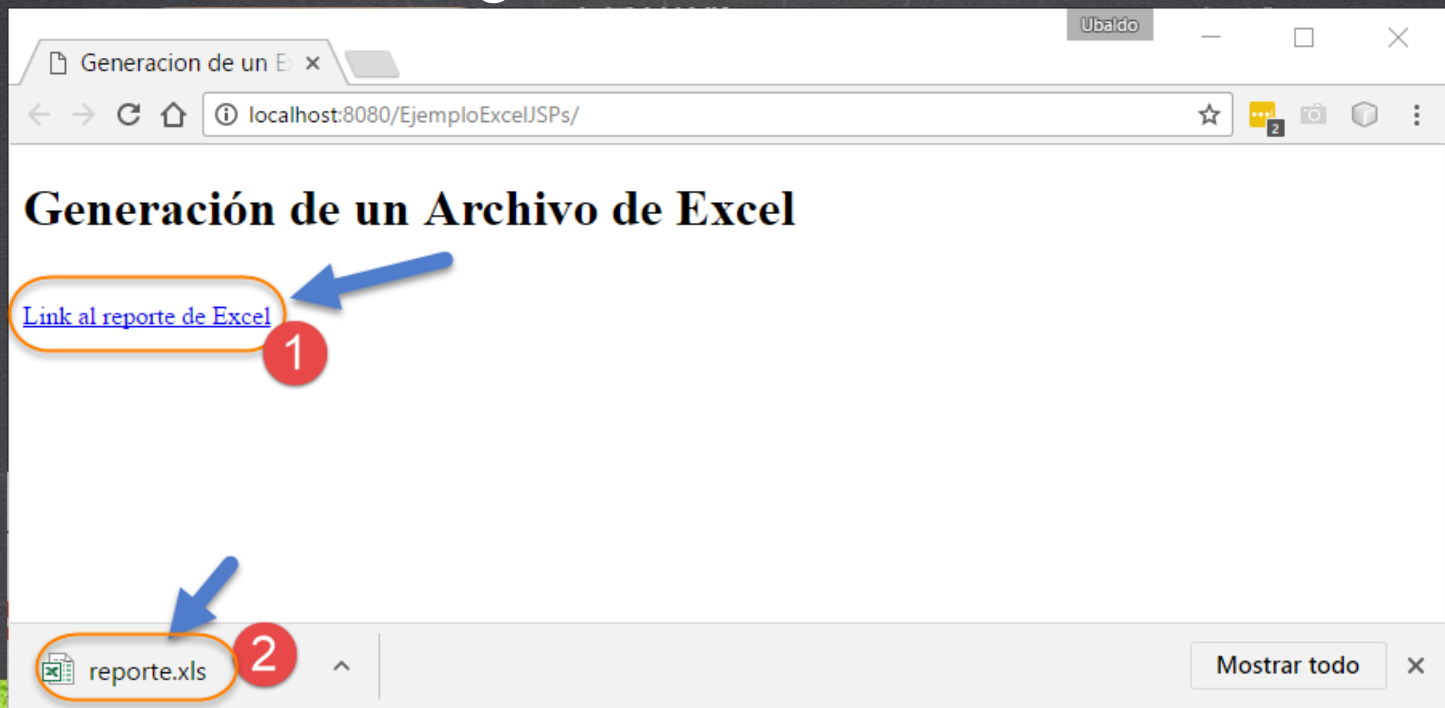 Ubaldo
Generacion de un E
localhost:8080/EjemploExcelJSPs/
2
Generación de un Archivo de Excel
Link al reporte de Excel
1
reporte.xls
2
Mostrar todo